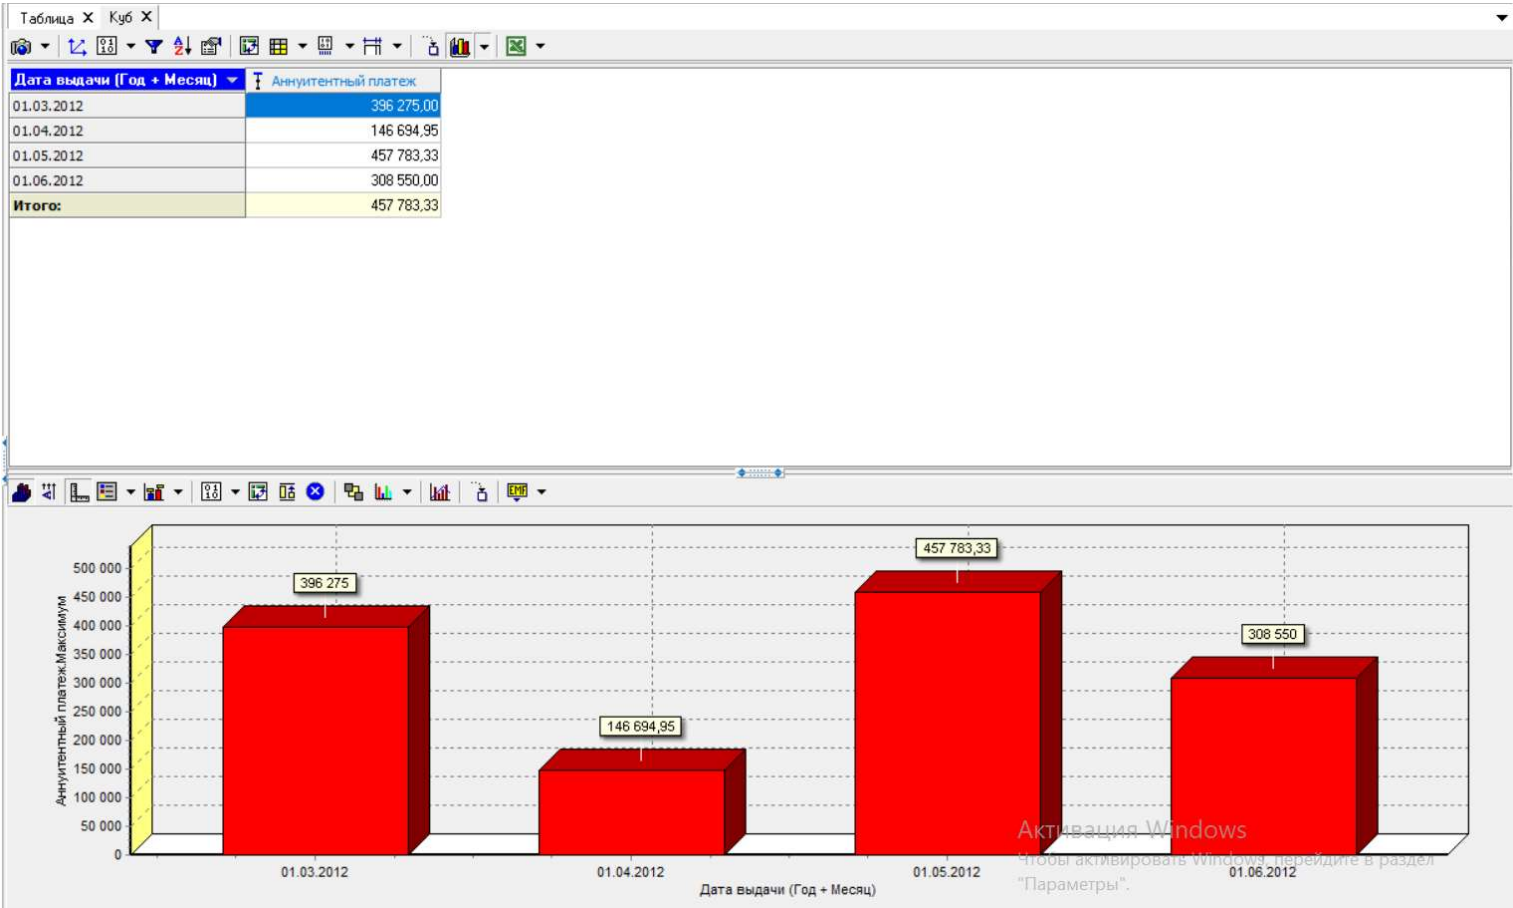 Таблица X Куб X
Дата выдачи (Год + Месяц) Аннуитентный платеж
01.03.2012 396 275,00
01.04.2012 146 694,95
01.05.2012 457 783,33
01.06.2012 308 550,00
Итого: 457 783,33
EMF
Аннуитентный платеж.Максимум
500 000
450 000
400 000
350 000
300 000
250 000
200 000
150 000
100 000
50 000
0
396 275
146 694,95
457 783,33
308 550
01.03.2012 01.04.2012 01.05.2012 01.06.2012
Дата выдачи (Год + Месяц)
Активация Windows
Чтобы активировать Windows, перейдите в раздел
"Параметры".